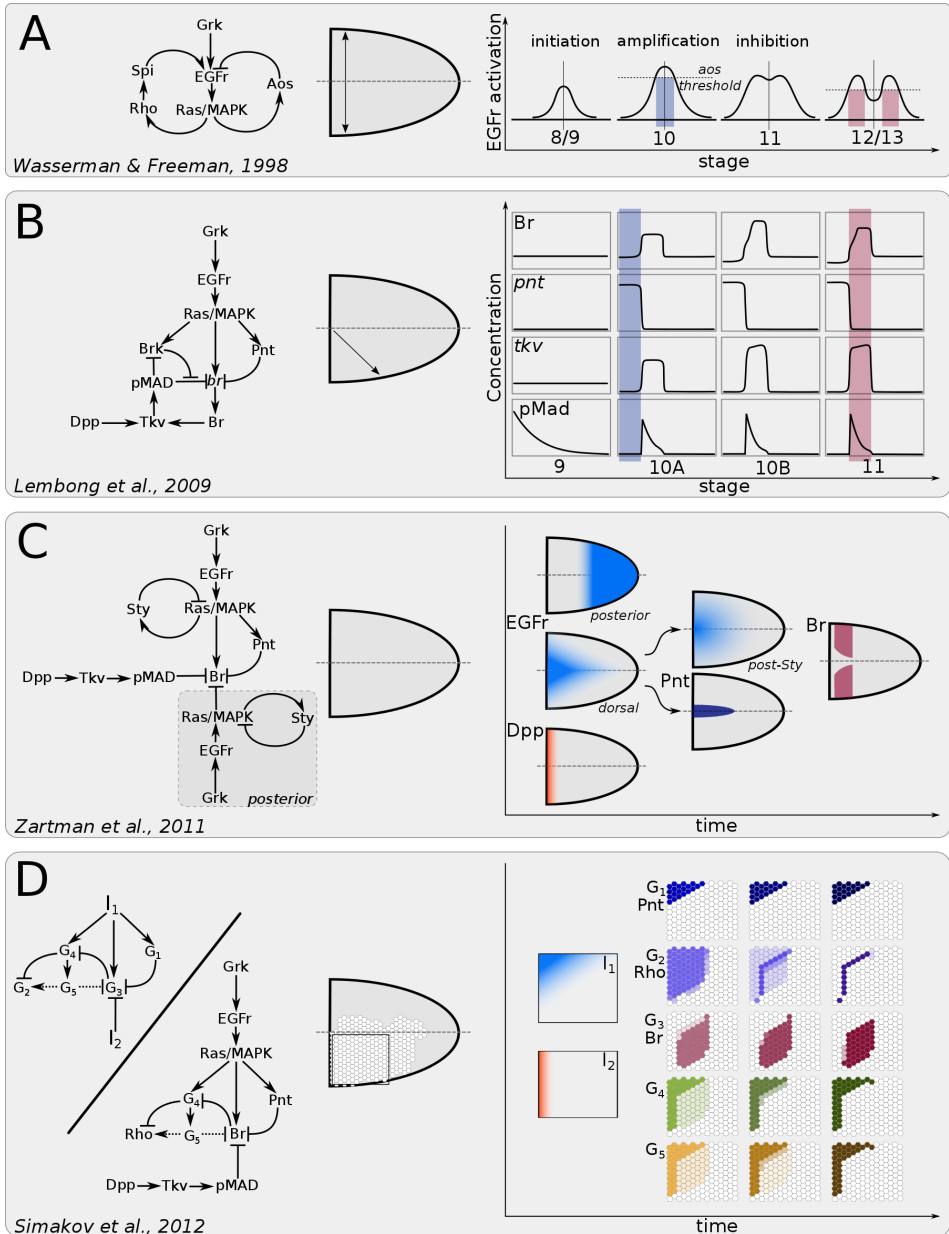 A
Grk
EGFr
Spi
Aos
Rho
Ras/MAPK
Wasserman & Freeman, 1998
EGFr activation
initiation
amplification
inhibition
aos
threshold
8/9
10
11
12/13
stage
B
Grk
EGFr
Ras/MAPK
Brk
Pnt
pMAD
br
Dpp
Tkv
Br
Lembong et al., 2009
Concentration
Br
pnt
tkv
pMad
9
10A
10B
11
stage
C
Grk
EGFr
Sty
Ras/MAPK
Pnt
Dpp
Tkv
pMAD
Br
Ras/MAPK
Sty
EGFr
Grk
posterior
Zartman et al., 2011
EGFr
posterior
dorsal
Dpp
post-Sty
Pnt
Br
time
D
I1
G4
G1
G2
G5
G3
I2
Grk
EGFr
Ras/MAPK
G4
Pnt
Rho
G5
Br
Dpp
Tkv
pMAD
Simakov et al., 2012
I1
I2
G1
Pnt
G2
Rho
G3
Br
G4
G5
time